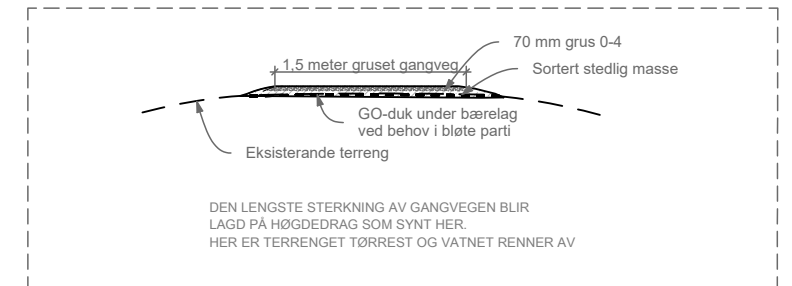 70 mm grus 0-4
1,5 meter gruset gangveg
Sortert stedlig masse
GO-duk under bærelag
ved behov i bløte parti
Eksisterande terreng
DEN LENGSTE STERKNING AV GANGVEGEN BLIR
LAGD PÅ HØGDEDRAG SOM SYNT HER.
HER ER TERRENGET TØRREST OG VATNET RENNER AV